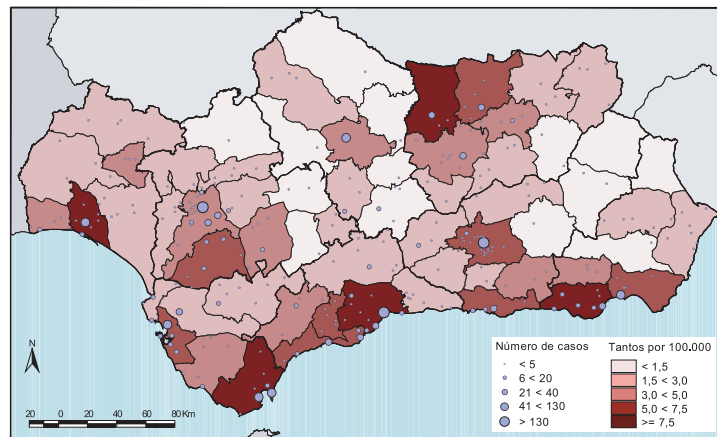 N
20 0 20 40 60 80 Km
Número de casos
< 5
6 < 20
21 < 40
41 < 130
> 130
Tantos por 100.000
< 1,5
1,5 < 3,0
3,0 < 5,0
5,0 < 7,5
>= 7,5